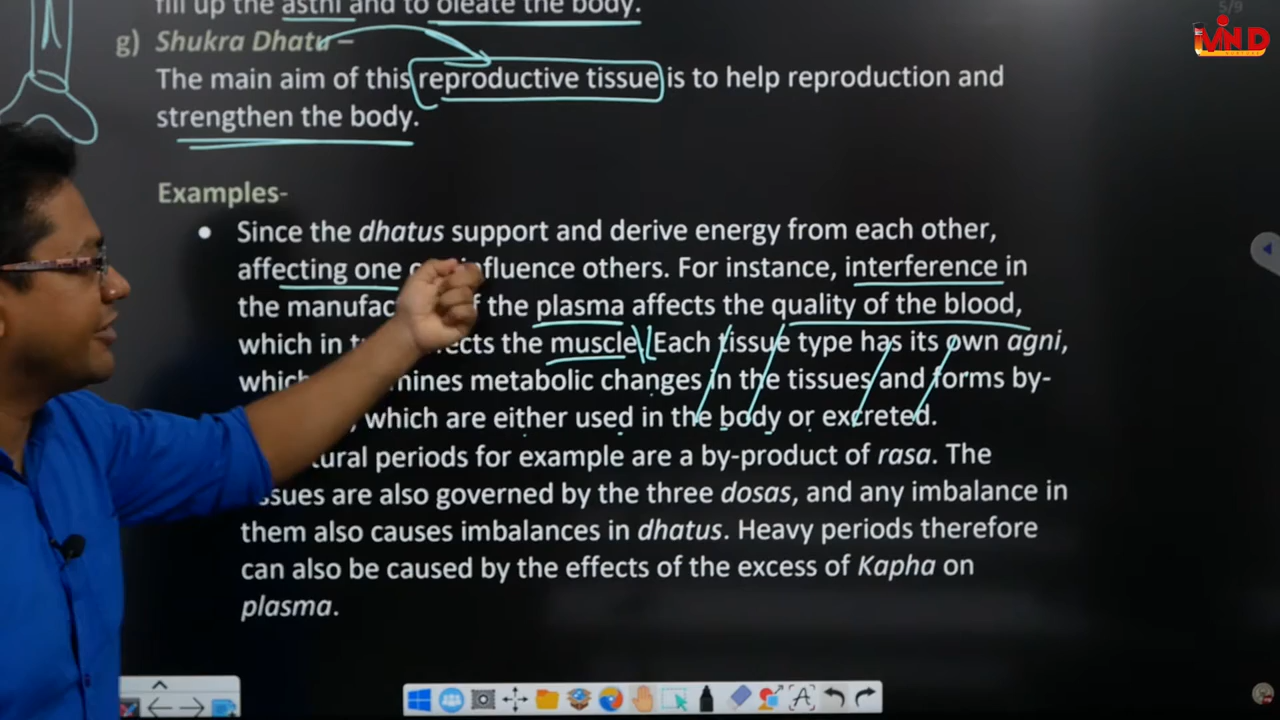 fill up the asthi and to oleate the body.
5/9
MIND
g) Shukra Dhatu –
The main aim of this reproductive tissue is to help reproduction and
strengthen the body.
Examples-
• Since the dhatus support and derive energy from each other,
affecting one influence others. For instance, interference in
the the plasma affects the quality of the blood,
which in the muscle. Each tissue type has its own agni,
which metabolic changes in the tissues and forms by-
, which are either used in the body or excreted.
periods for example are a by-product of rasa. The
are also governed by the three dosas, and any imbalance in
them also causes imbalances in dhatus. Heavy periods therefore
can also be caused by the effects of the excess of Kapha on
plasma.